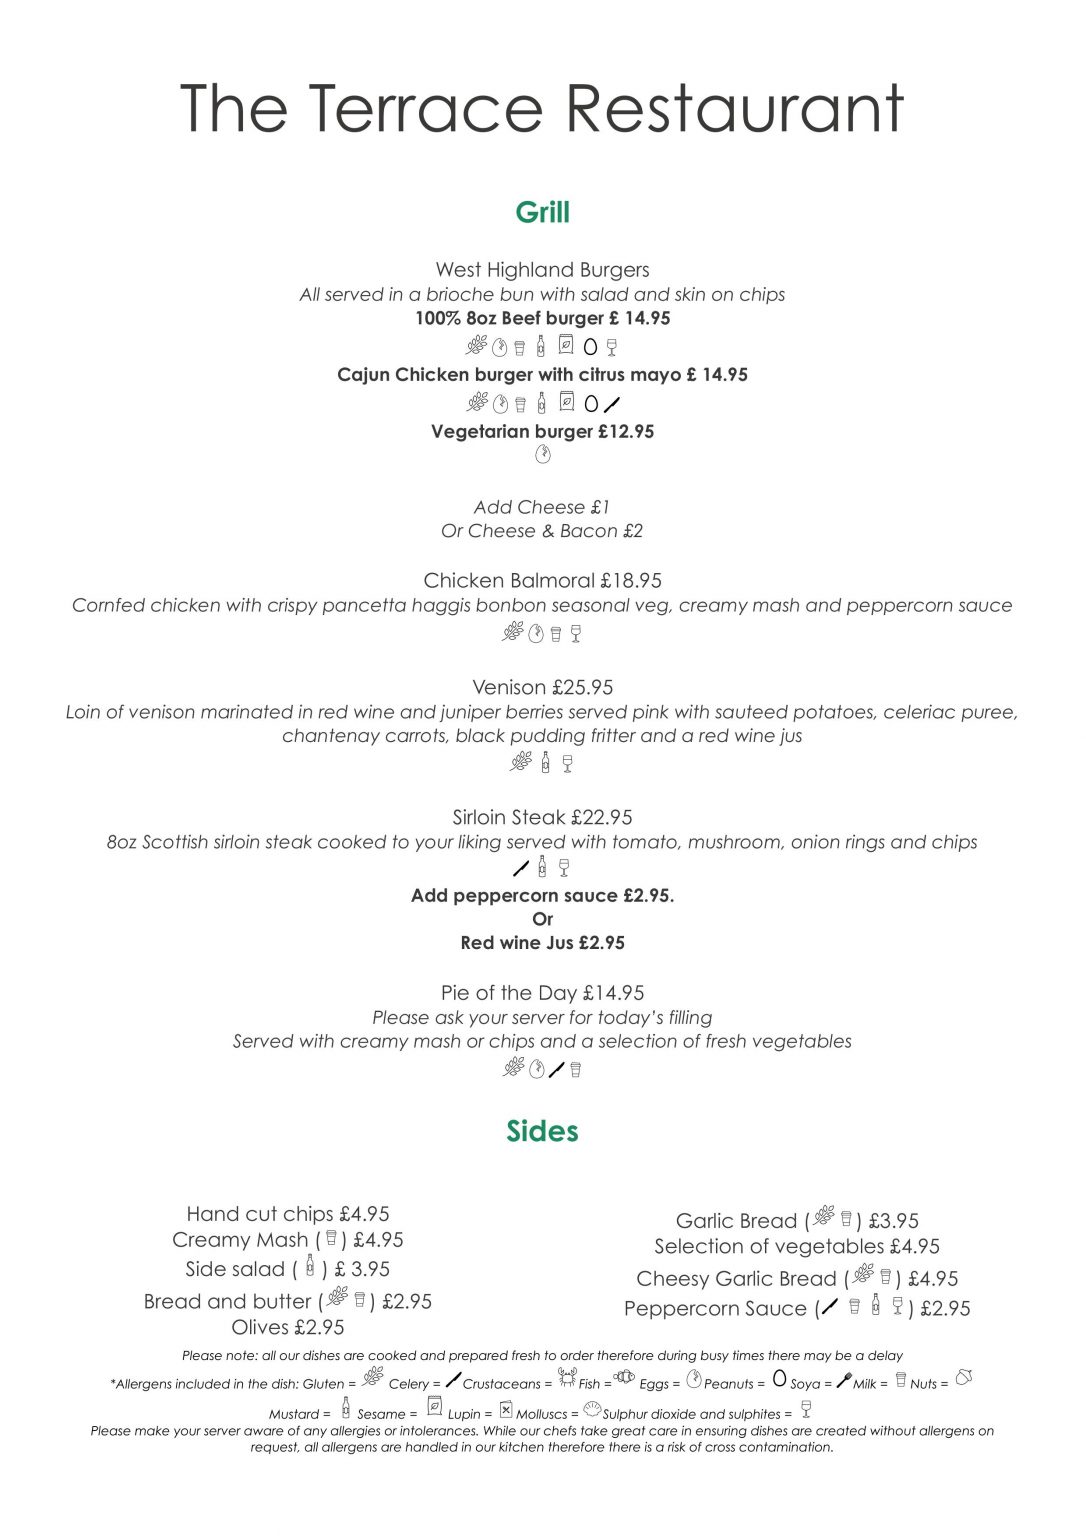 The Terrace Restaurant
Grill
West Highland Burgers
All served in a brioche bun with salad and skin on chips
100% 8oz Beef burger £ 14.95
Cajun Chicken burger with citrus mayo £ 14.95
Vegetarian burger £12.95
Add Cheese £1
Or Cheese & Bacon £2
Chicken Balmoral £18.95
Cornfed chicken with crispy pancetta haggis bonbon seasonal veg, creamy mash and peppercorn sauce
Venison £25.95
Loin of venison marinated in red wine and juniper berries served pink with sauteed potatoes, celeriac puree,
chantenay carrots, black pudding fritter and a red wine jus
Sirloin Steak £22.95
8oz Scottish sirloin steak cooked to your liking served with tomato, mushroom, onion rings and chips
Add peppercorn sauce £2.95.
Or
Red wine Jus £2.95
Pie of the Day £14.95
Please ask your server for today's filling
Served with creamy mash or chips and a selection of fresh vegetables
Sides
Hand cut chips £4.95
Creamy Mash ( ) £4.95
Side salad ( ) £ 3.95
Bread and butter ( ) £2.95
Olives £2.95
Garlic Bread ( ) £3.95
Selection of vegetables £4.95
Cheesy Garlic Bread ( ) £4.95
Peppercorn Sauce ( ) £2.95
Please note: all our dishes are cooked and prepared fresh to order therefore during busy times there may be a delay
*Allergens included in the dish: Gluten = Celery = Crustaceans = Fish = Eggs = Peanuts = Soya = Milk = Nuts =
Mustard = Sesame = Lupin = Molluscs = Sulphur dioxide and sulphites =
Please make your server aware of any allergies or intolerances. While our chefs take great care in ensuring dishes are created without allergens on
request, all allergens are handled in our kitchen therefore there is a risk of cross contamination.